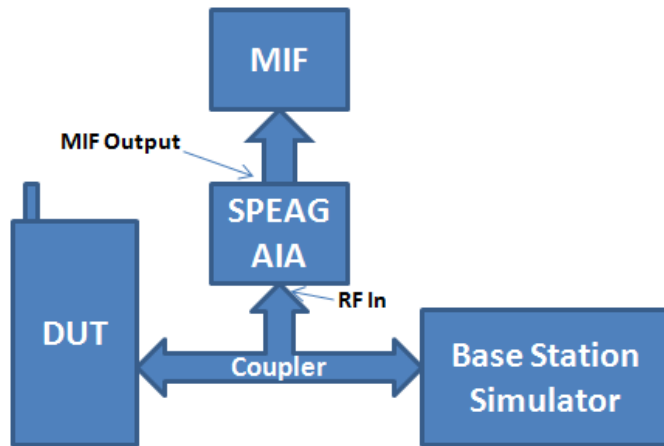 MIF
MIF Output
SPEAG
AIA
RF In
DUT
Coupler
Base Station
Simulator